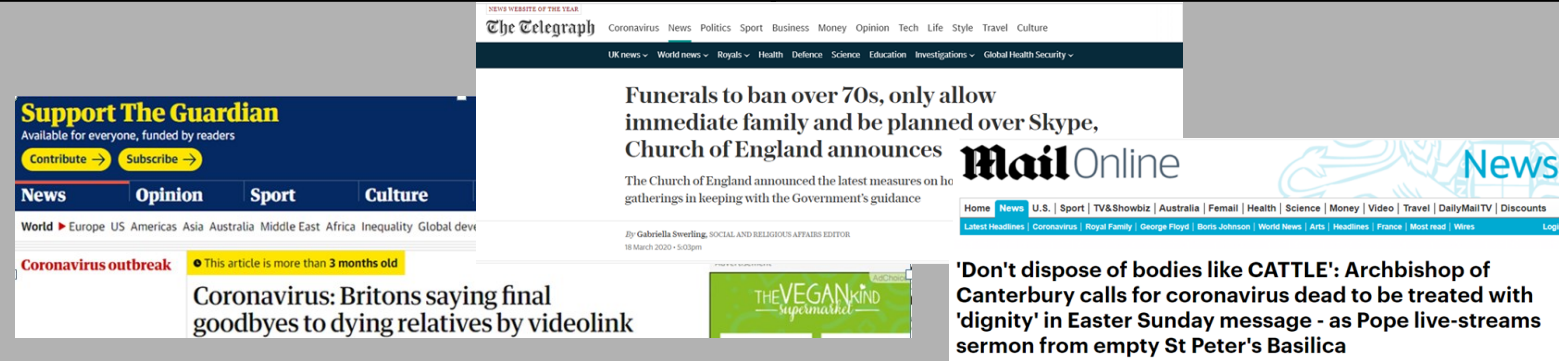 Support The Guardian
Available for everyone, funded by readers
Contribute →
Subscribe →
News Opinion Sport Culture
World Europe US Americas Asia Australia Middle East Africa Inequality Global deve
Coronavirus outbreak
This article is more than 3 months old
Coronavirus: Britons saying final
goodbyes to dying relatives by videolink
NEWS WEBSITE OF THE YEAR
The Telegraph
Coronavirus News Politics Sport Business Money Opinion Tech Life Style Travel Culture
UK news World news Royals Health Defence Science Education Investigations Global Health Security
Funerals to ban over 70s, only allow
immediate family and be planned over Skype,
Church of England announces
The Church of England announced the latest measures on ho
gatherings in keeping with the Government's guidance
By Gabriella Swerling, SOCIAL AND RELIGIOUS AFFAIRS EDITOR
18 March 2020 • 5:03pm
AdChoic
THE VEGAN KIND
supermarket
Mail Online
News
Home News U.S. | Sport | TV&Showbiz | Australia | Femail | Health | Science | Money | Video | Travel | DailyMailTV | Discounts
Latest Headlines | Coronavirus | Royal Family | George Floyd | Boris Johnson | World News | Arts | Headlines | France | Most read | Wires
Logi
'Don't dispose of bodies like CATTLE': Archbishop of
Canterbury calls for coronavirus dead to be treated with
'dignity' in Easter Sunday message - as Pope live-streams
sermon from empty St Peter's Basilica